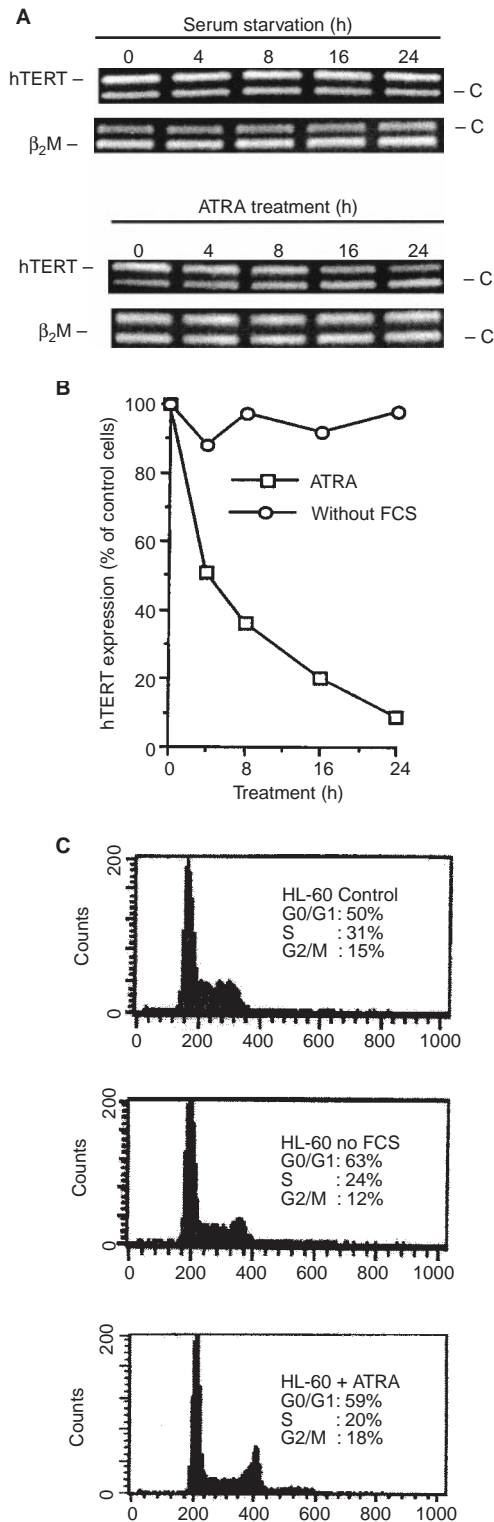 A
Serum starvation (h)
0 4 8 16 24
hTERT –
– C
– C
β₂M –
ATRA treatment (h)
0 4 8 16 24
hTERT –
– C
β₂M –
– C
B
hTERT expression (% of control cells)
100
80
60
40
20
0
ATRA
Without FCS
0 8 16 24
Treatment (h)
C
Counts
200
0
HL-60 Control
G0/G1: 50%
S : 31%
G2/M : 15%
0 200 400 600 800 1000
Counts
200
0
HL-60 no FCS
G0/G1: 63%
S : 24%
G2/M : 12%
0 200 400 600 800 1000
Counts
200
0
HL-60 + ATRA
G0/G1: 59%
S : 20%
G2/M : 18%
0 200 400 600 800 1000